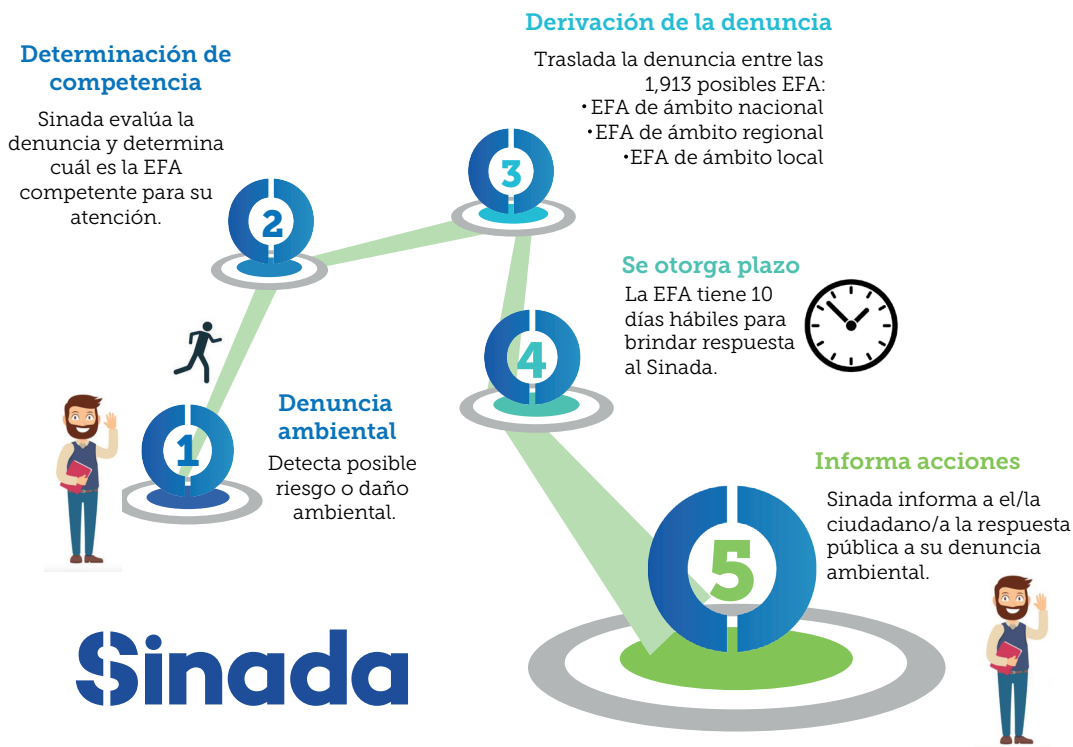 1
Denuncia
ambiental
Detecta posible
riesgo o daño
ambiental.
2
Determinación de
competencia
Sinada evalúa la
denuncia y determina
cuál es la EFA
competente para su
atención.
3
Derivación de la denuncia
Traslada la denuncia entre las
1,913 posibles EFA:
•EFA de ámbito nacional
•EFA de ámbito regional
•EFA de ámbito local
4
Se otorga plazo
La EFA tiene 10
días hábiles para
brindar respuesta
al Sinada.
5
Informa acciones
Sinada informa a el/la
ciudadano/a la respuesta
pública a su denuncia
ambiental.
Sinada